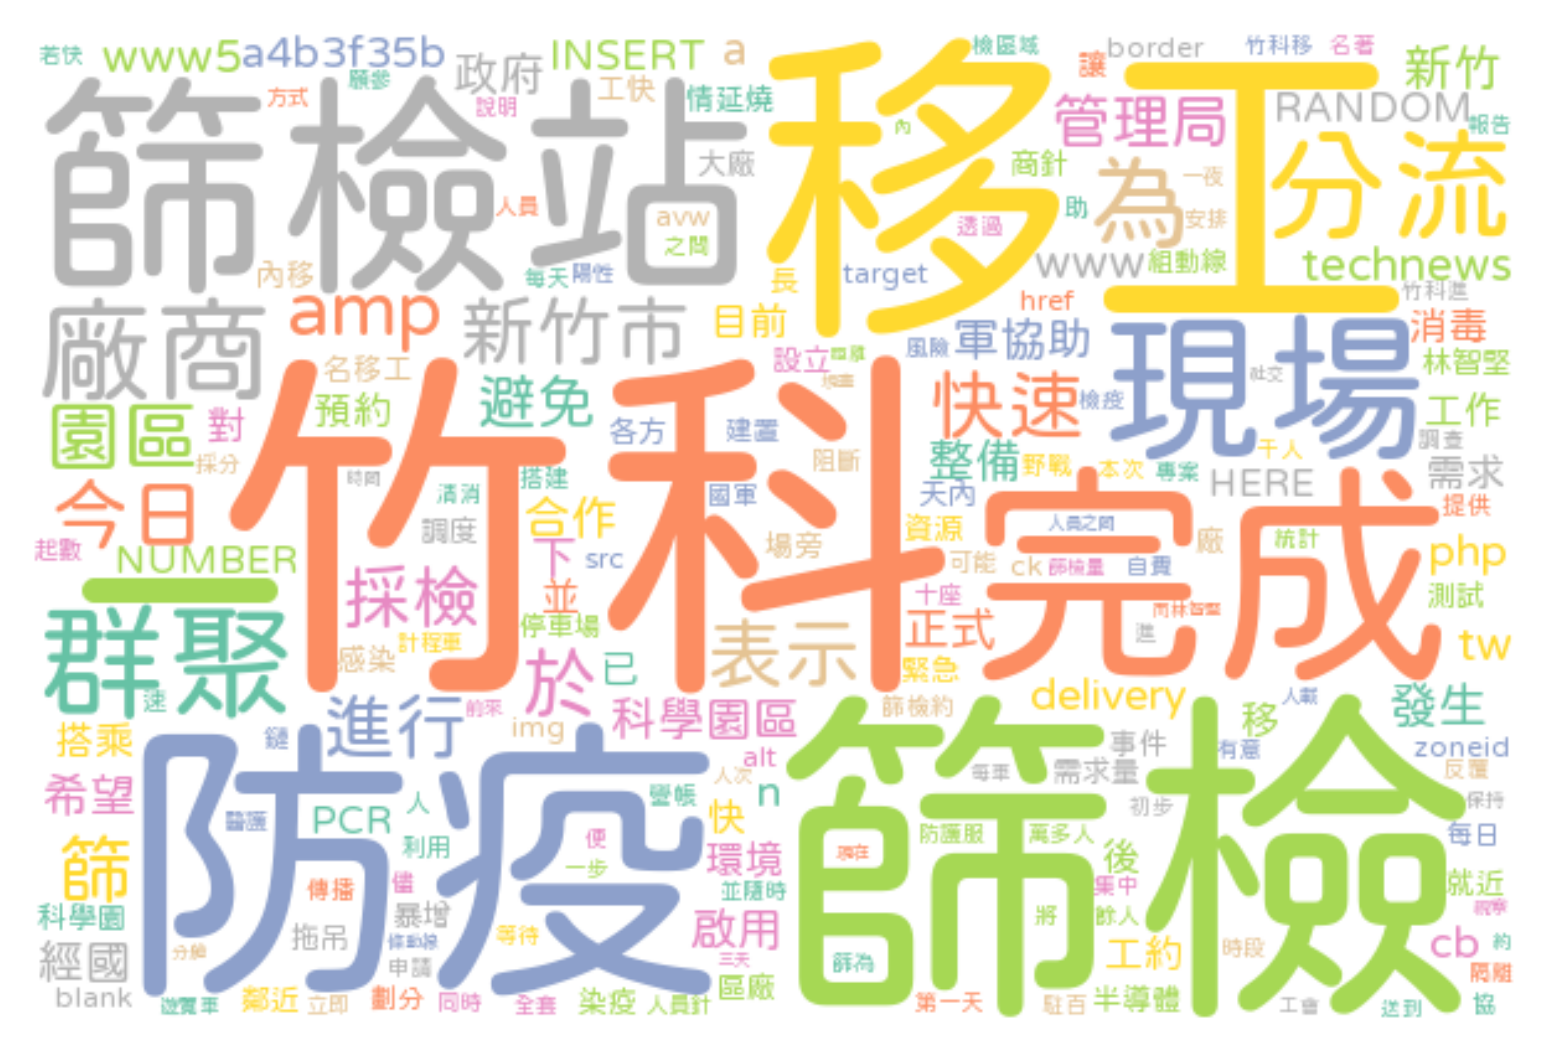 若快
www5a4b3f35b
政府
INSERT
a
檢區域
border
竹科移
名著
新竹
願參
方式
說明
工快
情延燒
讓
管理局
RANDOM
報告
篩檢站
移工
分流
內
大廠
商針
為
一夜
人員
avw
之間
透過
助
安排
內移
每天
陽性
長
target
www
組動線
technews
href
竹科進
廠商
amp
新竹市
目前
風險
軍協助
現場
消毒
名移工
設立
林智堅
社交
園區
對
預約
避免
各方
建置
快速
檢疫
工作
調查
採分
竹科
時間
清消
搭建
國軍
阻斷
整備
野戰
本次
專案
千人
HERE
需求
今日
調度
合作
天內
完成
提供
起數
NUMBER
一
下
src
場旁
資源
人員之間
可能
ck
篩檢量
自費
廠
統計
php
採檢
並
十座
測試
群聚
停車場
正式
進
tw
感染
計程車
於
已
表示
緊急
速
進行
前來
科學園區
篩檢約
delivery
移
人載
發生
搭乘
鏈
img
alt
事件
有意
zoneid
希望
防疫
人次
n
篩檢
每車
需求量
反覆
醫護
PCR
人
快
初步
保持
利用
便
防護服
萬多人
每日
篩
一步
環境
現在
後
傳播
儘
並隨時
集中
就近
科學園
暴增
啟用
將
餘人
拖吊
等待
工約
時段
cb
約
經國
申請
三天
篩為
隔離
blank
鄰近
立即
劃分
同時
全套
染疫
人員針
區廠
第一天
駐百
半導體
工會
送到
協